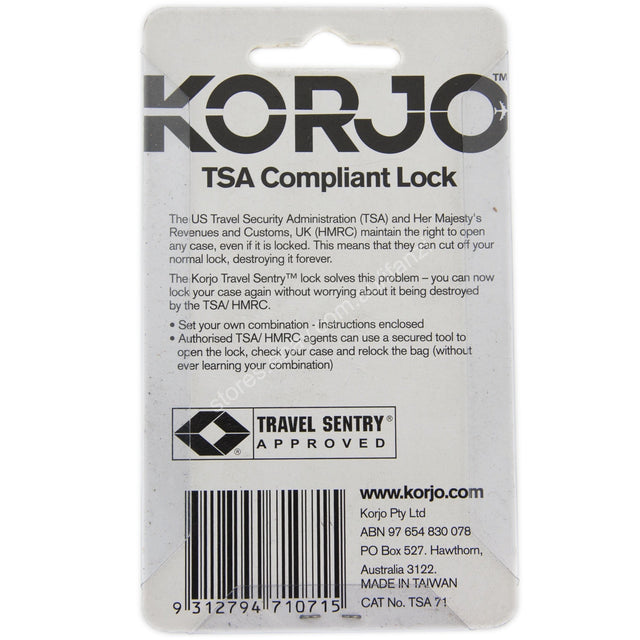 KORJO™
TSA Compliant Lock
The US Travel Security Administration (TSA) and Her Majesty's
Revenues and Customs, UK (HMRC) maintain the right to open
any case, even if it is locked. This means that they can cut off your
normal lock, destroying it forever.
The Korjo Travel Sentry™ lock solves this problem – you can now
lock your case again without worrying about it being destroyed
by the TSA/ HMRC.
• Set your own combination - instructions enclosed
• Authorised TSA/ HMRC agents can use a secured tool to
open the lock, check your case and relock the bag (without
ever learning your combination)
TRAVEL SENTRY®
APPROVED
®
www.korjo.com
Korjo Pty Ltd
ABN 97 654 830 078
PO Box 527. Hawthorn,
Australia 3122.
MADE IN TAIWAN
CAT No. TSA 71
9 312794 710715